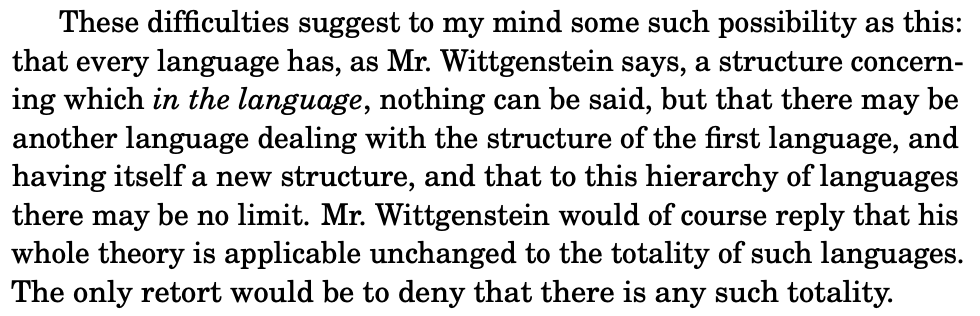 These difficulties suggest to my mind some such possibility as this:
that every language has, as Mr. Wittgenstein says, a structure concern-
ing which in the language, nothing can be said, but that there may be
another language dealing with the structure of the first language, and
having itself a new structure, and that to this hierarchy of languages
there may be no limit. Mr. Wittgenstein would of course reply that his
whole theory is applicable unchanged to the totality of such languages.
The only retort would be to deny that there is any such totality.